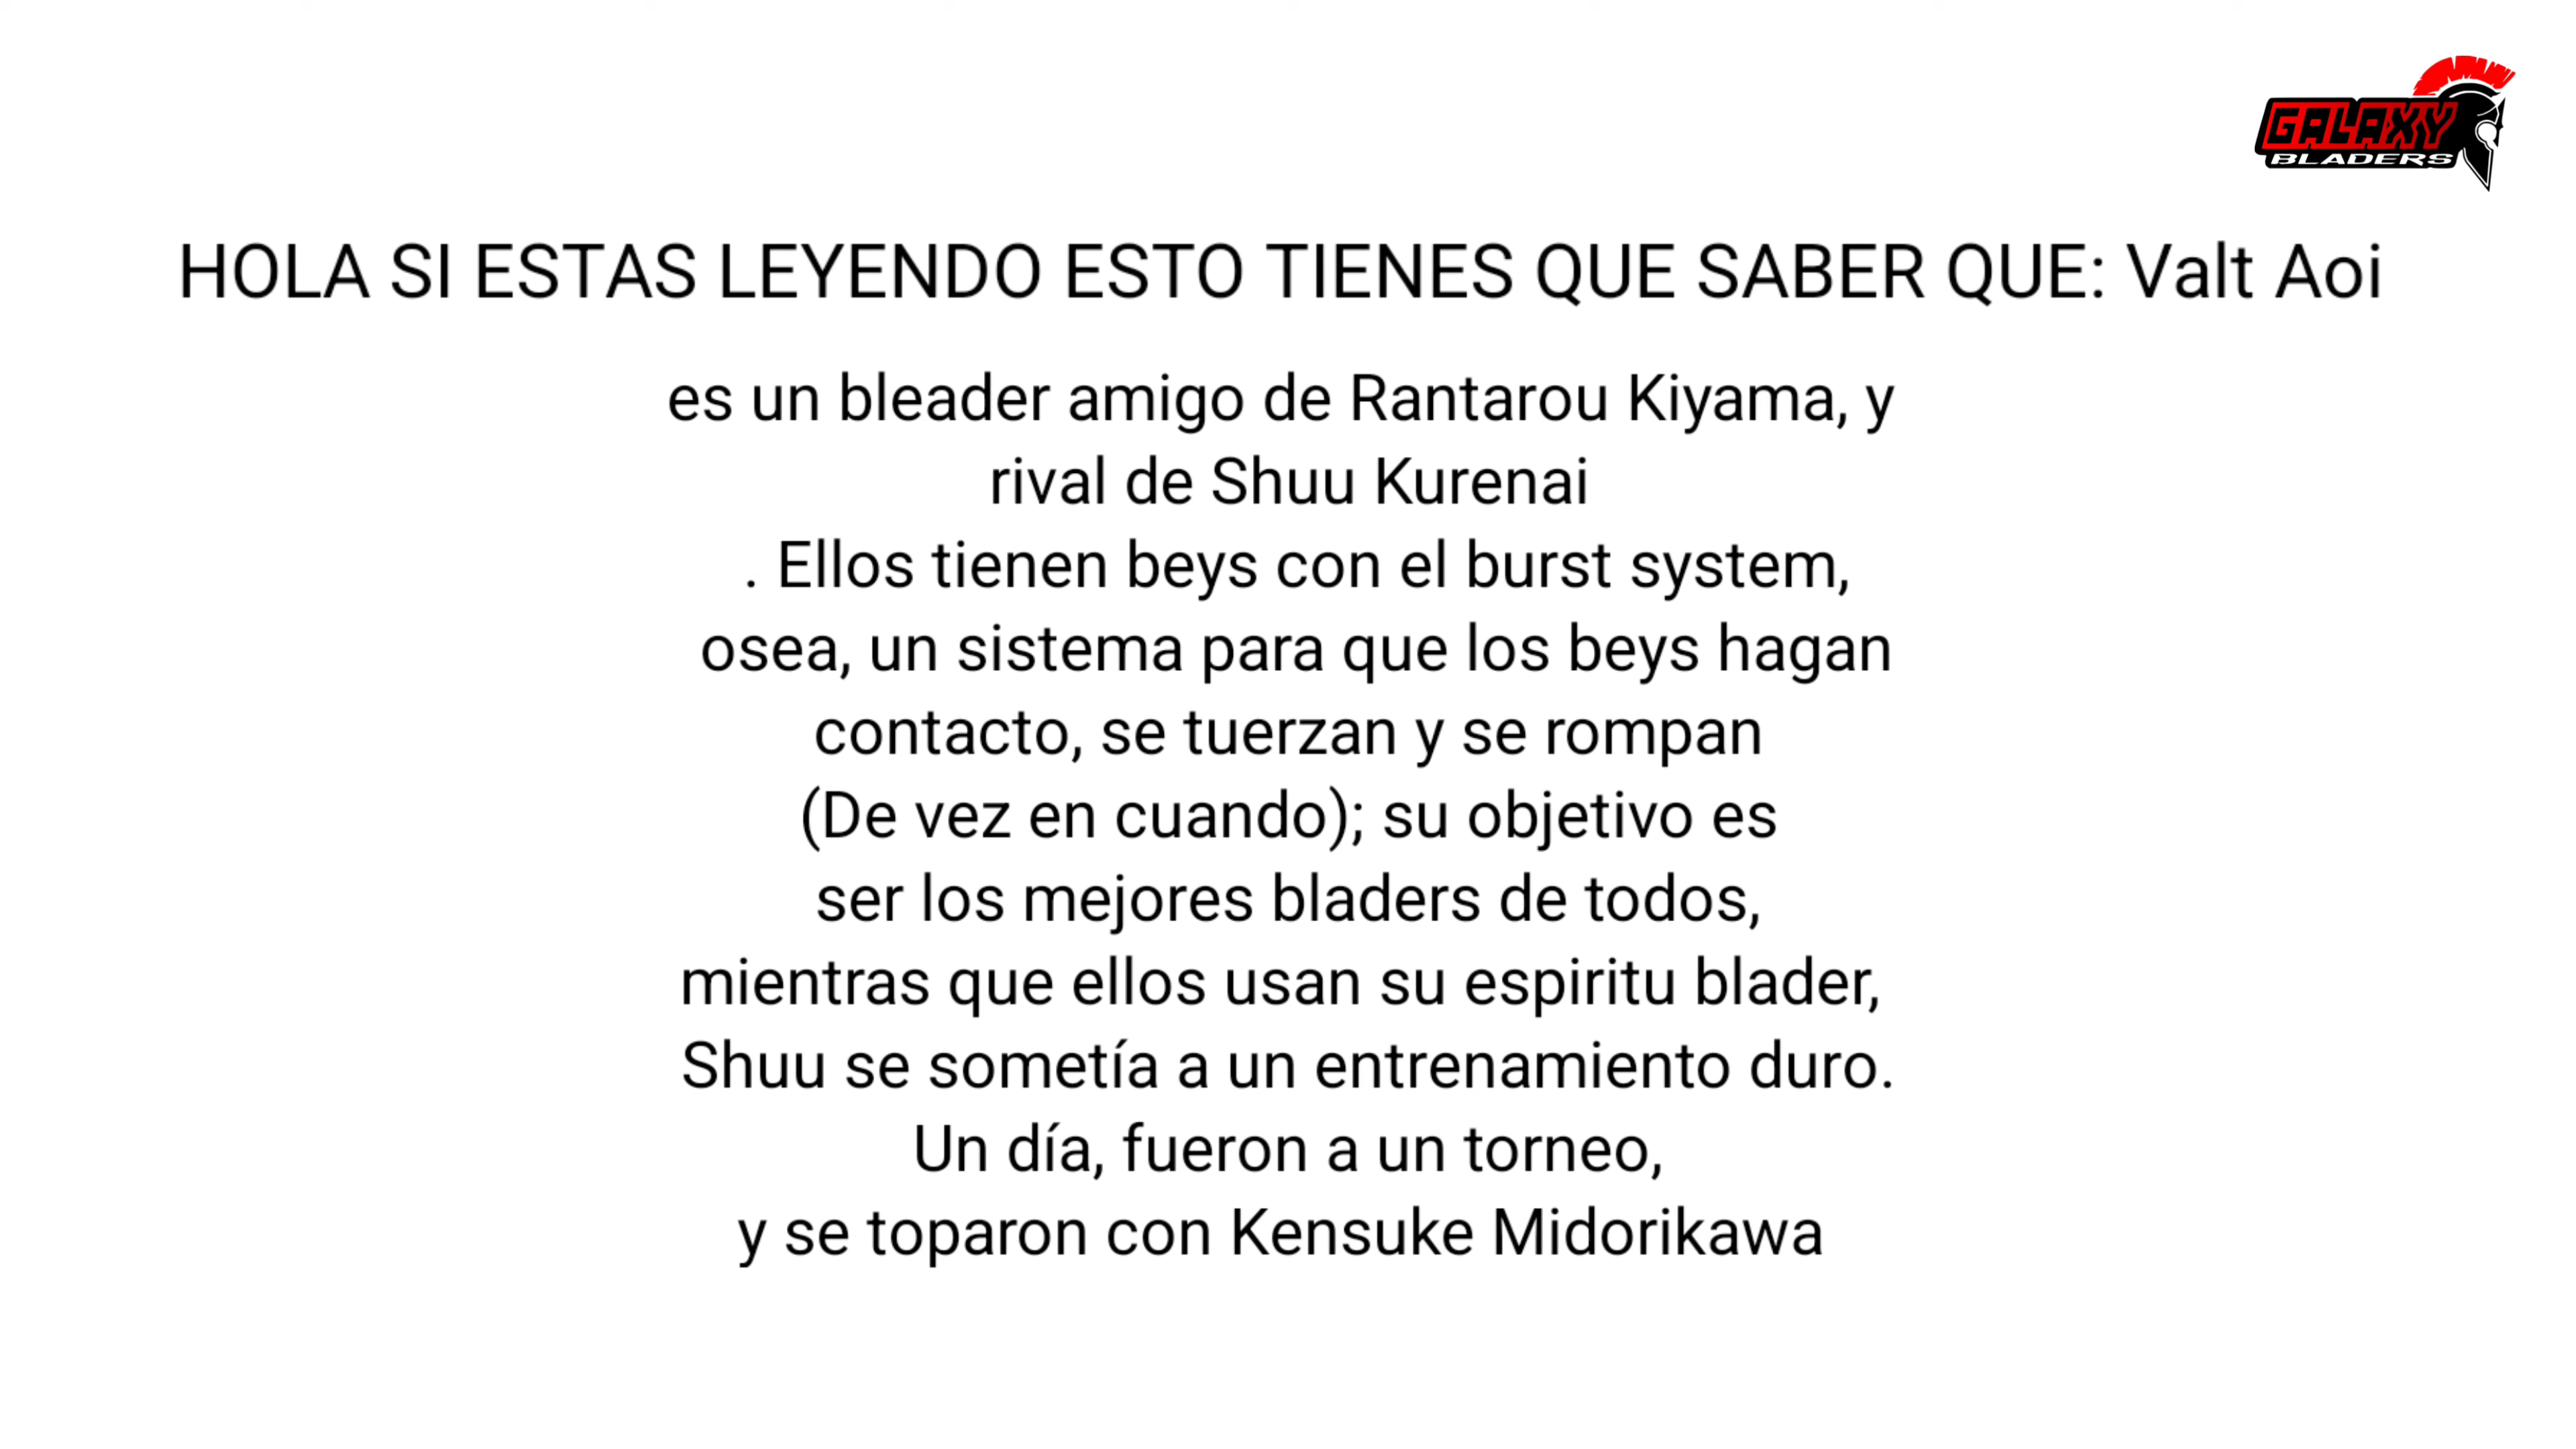 GALAXY
BLADERS
HOLA SI ESTAS LEYENDO ESTO TIENES QUE SABER QUE: Valt Aoi
es un bleader amigo de Rantarou Kiyama, y
rival de Shuu Kurenai
. Ellos tienen beys con el burst system,
osea, un sistema para que los beys hagan
contacto, se tuerzan y se rompan
(De vez en cuando); su objetivo es
ser los mejores bladers de todos,
mientras que ellos usan su espiritu blader,
Shuu se sometía a un entrenamiento duro.
Un día, fueron a un torneo,
y se toparon con Kensuke Midorikawa